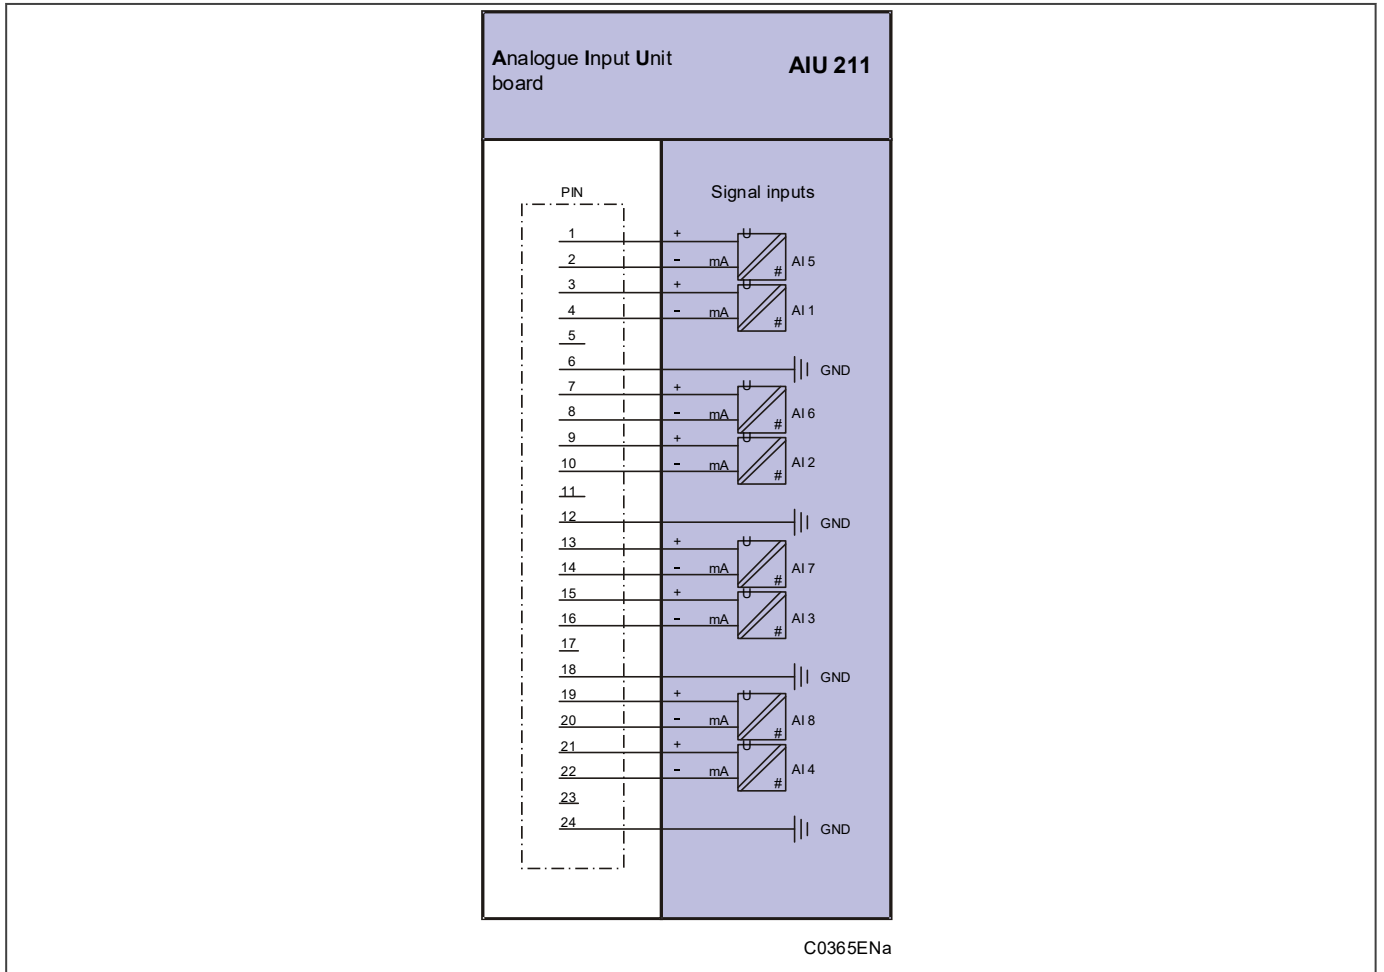 Analogue Input Unit
board
AIU 211
PIN
Signal inputs
1 + U
2 - mA # AI 5
3 + U
4 - mA # AI 1
5
6 GND
7 + U
8 - mA # AI 6
9 + U
10 - mA # AI 2
11
12 GND
13 + U
14 - mA # AI 7
15 + U
16 - mA # AI 3
17
18 GND
19 + U
20 - mA # AI 8
21 + U
22 - mA # AI 4
23
24 GND
C0365ENa